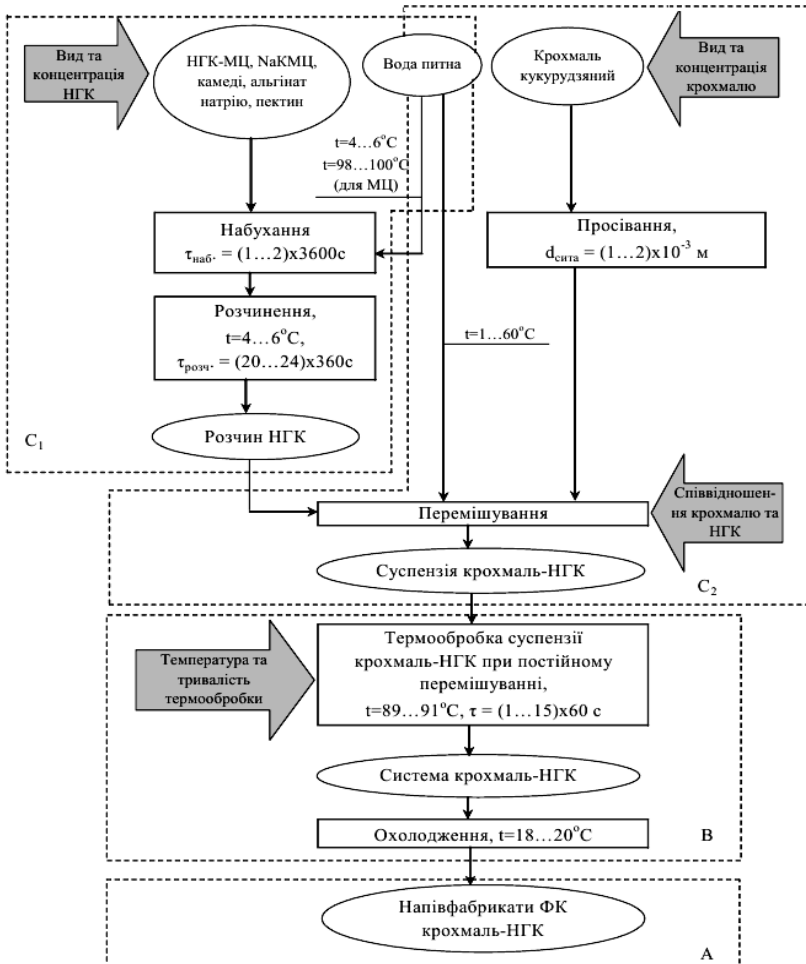 Вид та
концентрація
НГК
НГК-МЦ, NaКМЦ,
камеді, альгінат
натрію, пектин
Вода питна
Крохмаль
кукурудзяний
Вид та
концентрація
крохмалю
t=4…6°C
t=98…100°C
(для МЦ)
Набухання
τнаб. = (1…2)х3600с
Просівання,
dсита = (1…2)х10⁻³ м
Розчинення,
t=4…6°C,
τрозч. = (20…24)х360с
t=1…60°C
Розчин НГК
С₁
Перемішування
Співвідношен-
ня крохмалю та
НГК
Суспензія крохмаль-НГК
С₂
Температура та
тривалість
термообробки
Термообробка суспензії
крохмаль-НГК при постійному
перемішуванні,
t=89…91°C, τ = (1…15)х60 с
Система крохмаль-НГК
Охолодження, t=18…20°C
В
Напівфабрикати ФК
крохмаль-НГК
А